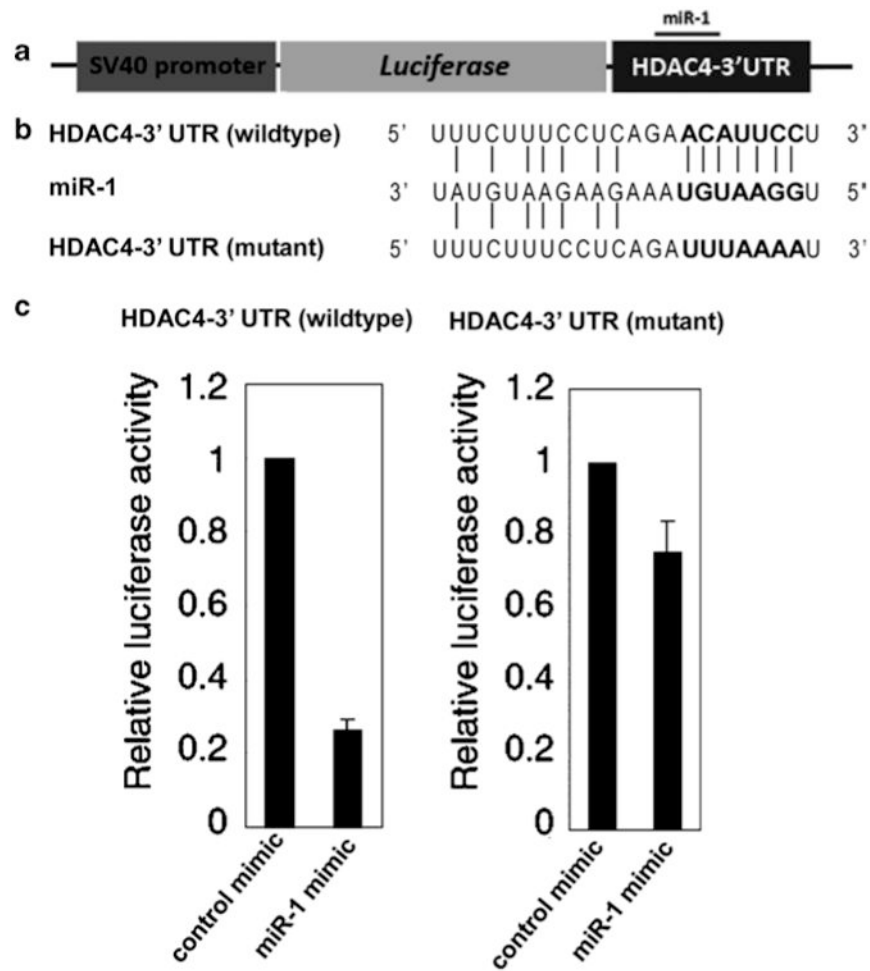 miR-1
a
SV40 promoter Luciferase HDAC4-3'UTR
b HDAC4-3' UTR (wildtype) 5' UUUCUUUCCUCAGAACAUUCCU 3'
miR-1 3' UAUGUAAGAAGAAAUGUAAGGU 5"
HDAC4-3' UTR (mutant) 5' UUUCUUUCCUCAGAUUUAAAAU 3'
c
HDAC4-3' UTR (wildtype) HDAC4-3' UTR (mutant)
Relative luciferase activity
1.2
1
0.8
0.6
0.4
0.2
0
control mimic
miR-1 mimic
Relative luciferase activity
1.2
1
0.8
0.6
0.4
0.2
0
control mimic
miR-1 mimic